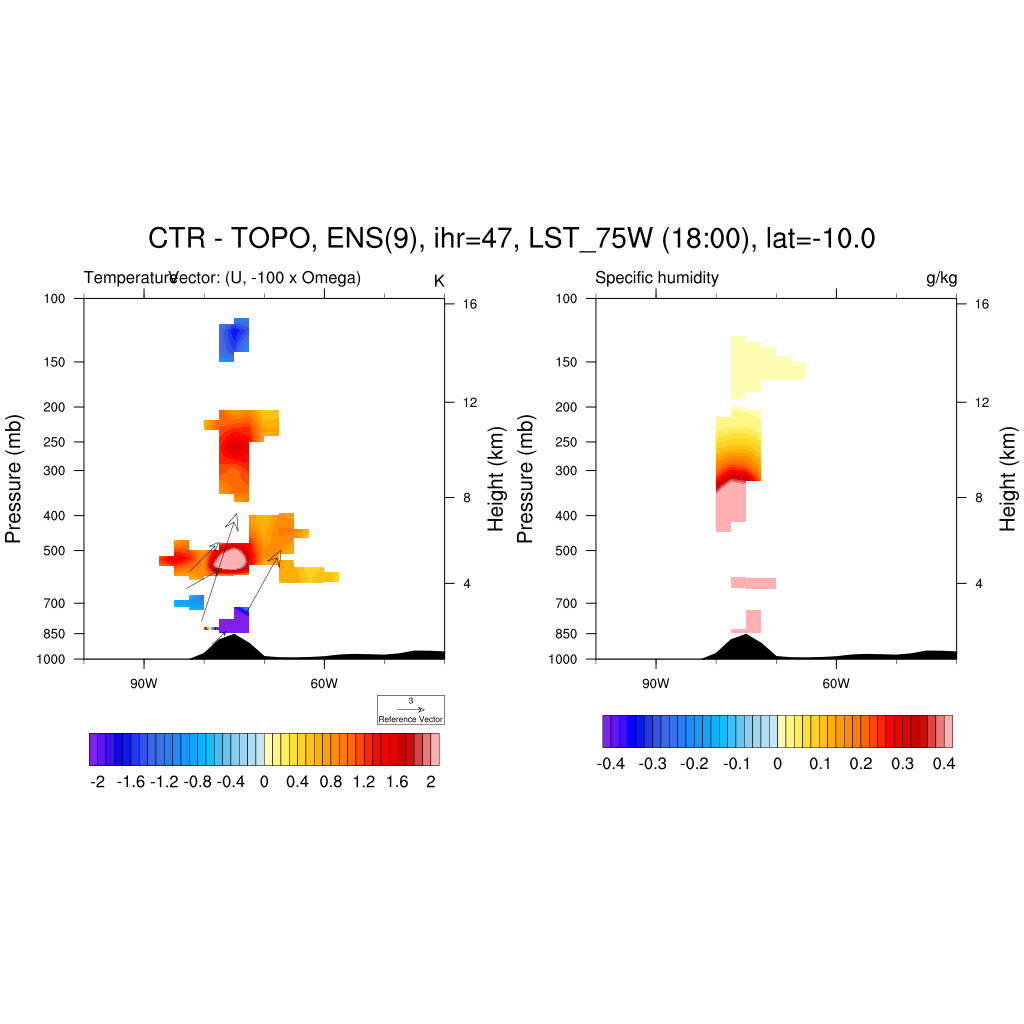 CTR - TOPO, ENS(9), ihr=47, LST_75W (18:00), lat=-10.0
Temperature Vector: (U, -100 x Omega) K
Specific humidity g/kg
Pressure (mb)
100
150
200
250
300
400
500
700
850
1000
16
12
8
4
Height (km)
90W 60W
3
Reference Vector
-2 -1.6 -1.2 -0.8 -0.4 0 0.4 0.8 1.2 1.6 2
Pressure (mb)
100
150
200
250
300
400
500
700
850
1000
16
12
8
4
Height (km)
90W 60W
-0.4 -0.3 -0.2 -0.1 0 0.1 0.2 0.3 0.4